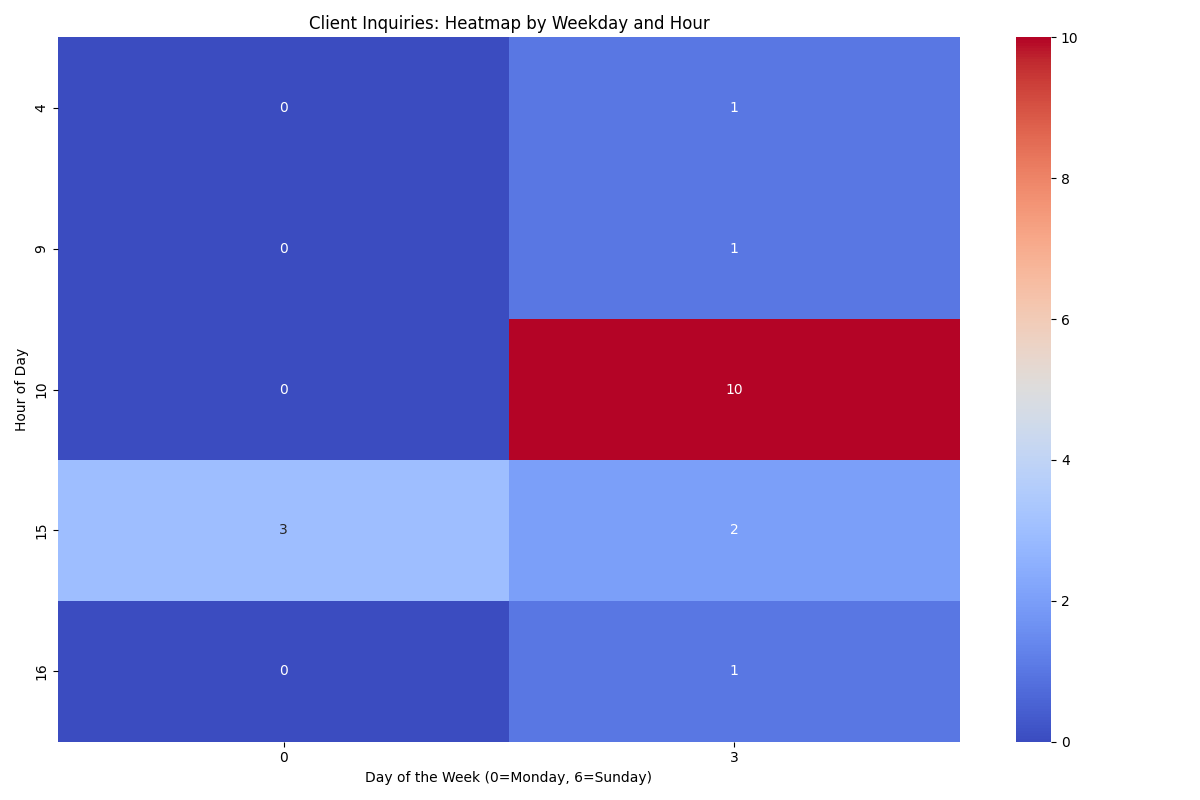 Client Inquiries: Heatmap by Weekday and Hour
10
4 0 1
8
9 0 1
6
Hour of Day
10 0 10
4
15 3 2
2
16 0 1
0
0 3
Day of the Week (0=Monday, 6=Sunday)